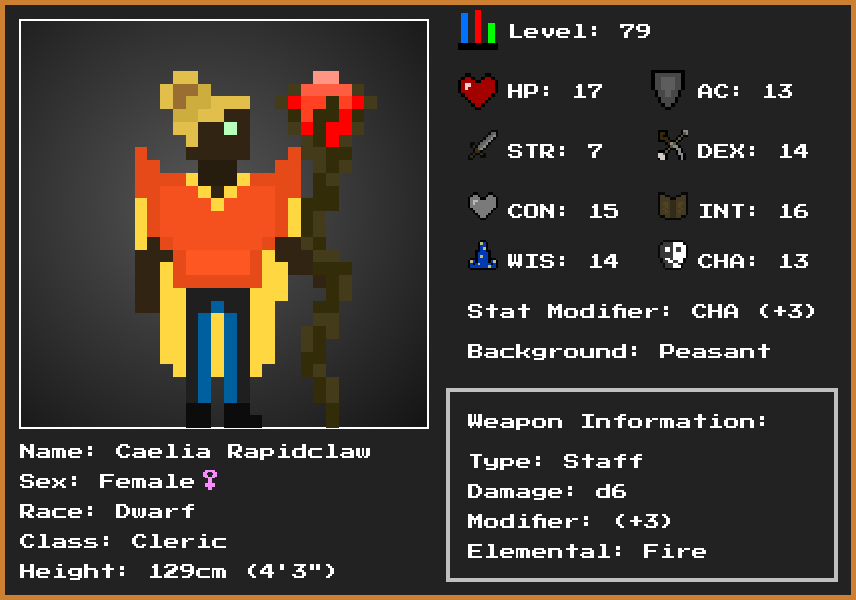 Level: 79
HP: 17
AC: 13
STR: 7
DEX: 14
CON: 15
INT: 16
WIS: 14
CHA: 13
Stat Modifier: CHA (+3)
Background: Peasant
Weapon Information:
Type: Staff
Damage: d6
Modifier: (+3)
Elemental: Fire
Name: Caelia Rapidclaw
Sex: Female♀
Race: Dwarf
Class: Cleric
Height: 129cm (4'3")